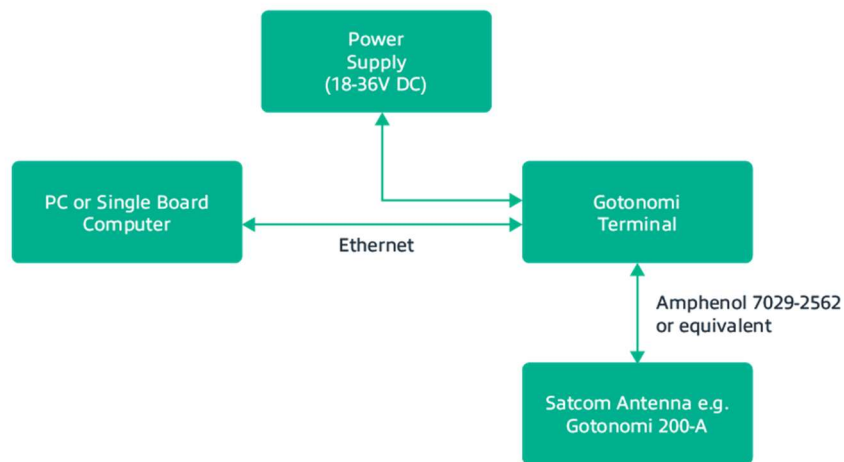 Power
Supply
(18-36V DC)
PC or Single Board
Computer
Gotonomi
Terminal
Ethernet
Amphenol 7029-2562
or equivalent
Satcom Antenna e.g.
Gotonomi 200-A